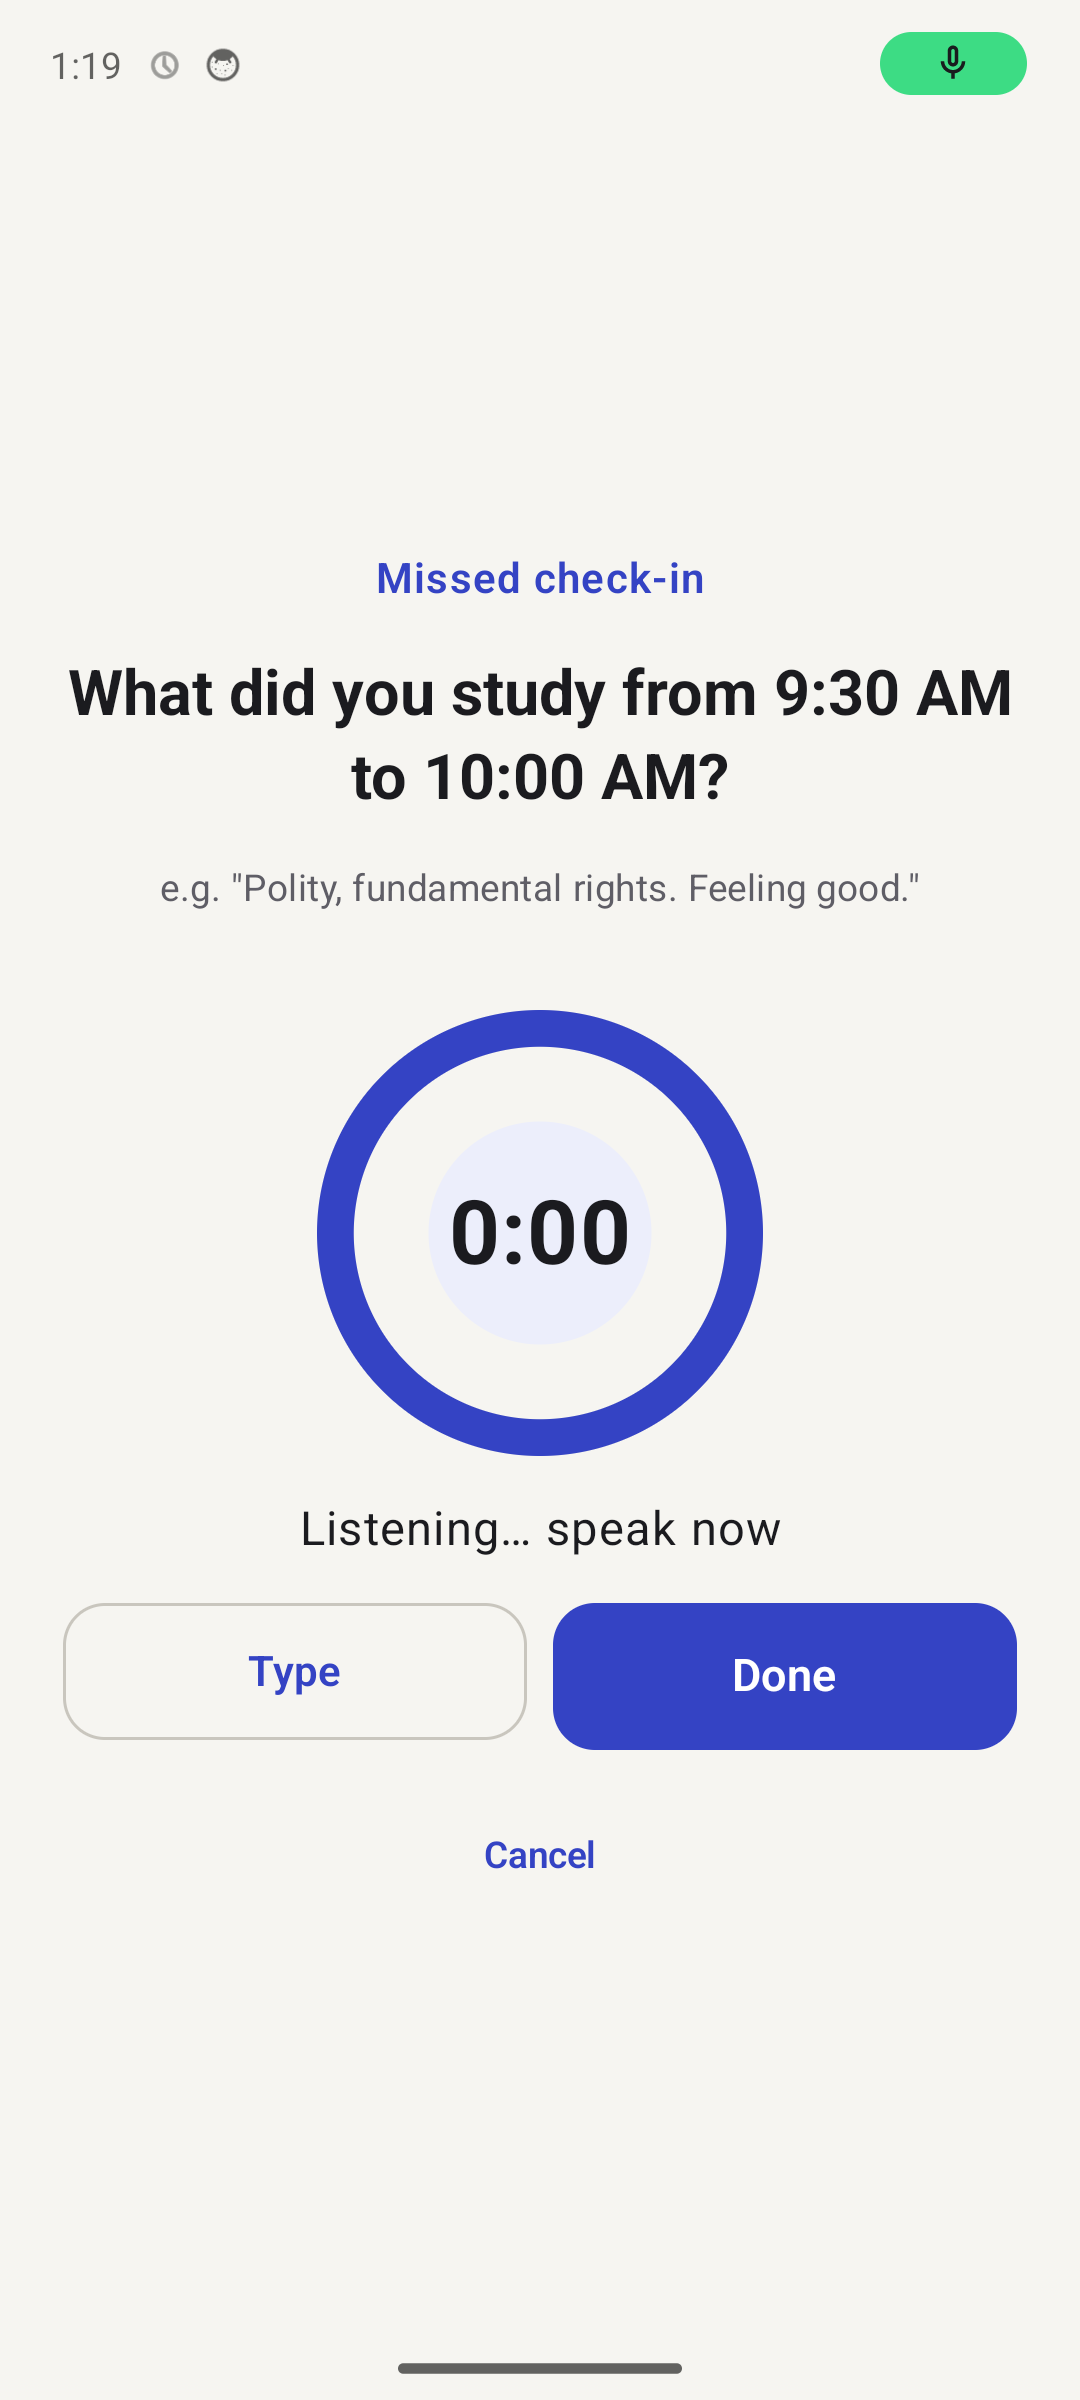 1:19
Missed check-in
What did you study from 9:30 AM
to 10:00 AM?
e.g. "Polity, fundamental rights. Feeling good."
0:00
Listening… speak now
Type
Done
Cancel